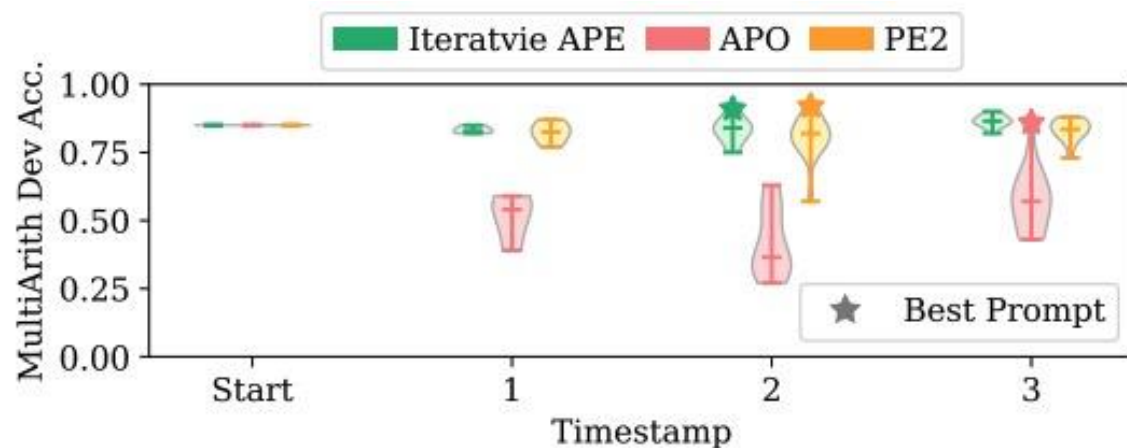 Iteratvie APE APO PE2
MultiArith Dev Acc.
1.00
0.75
0.50
0.25
0.00
Best Prompt
Start 1 2 3
Timestamp